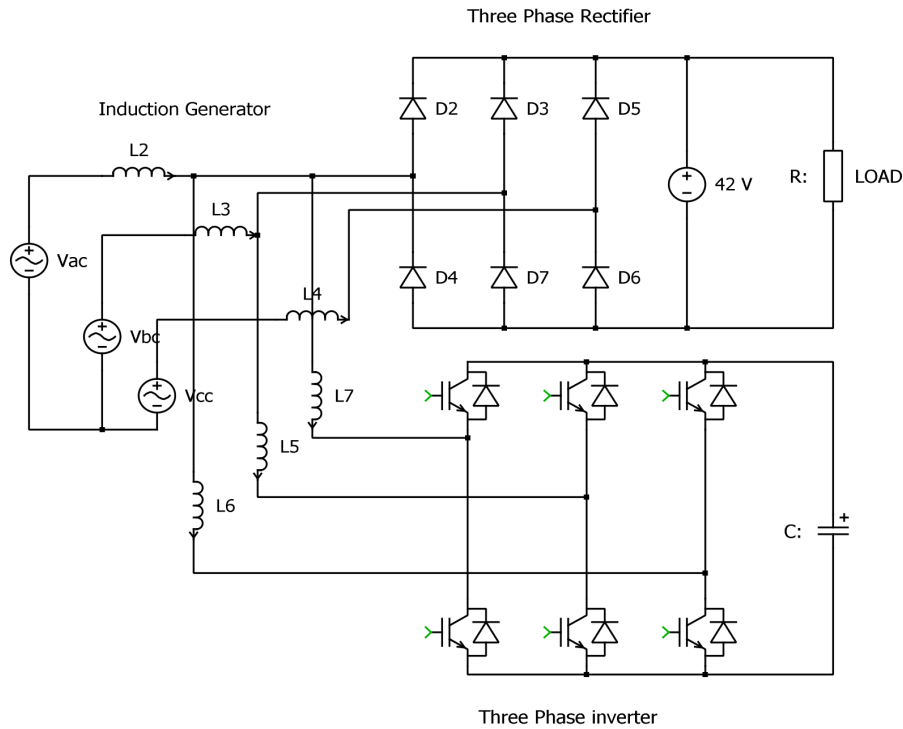 Three Phase Rectifier
Induction Generator
D2
D3
D5
L2
42 V
R:
LOAD
L3
Vac
D4
D7
D6
L4
Vbc
Vcc
L7
L5
L6
C:
Three Phase inverter